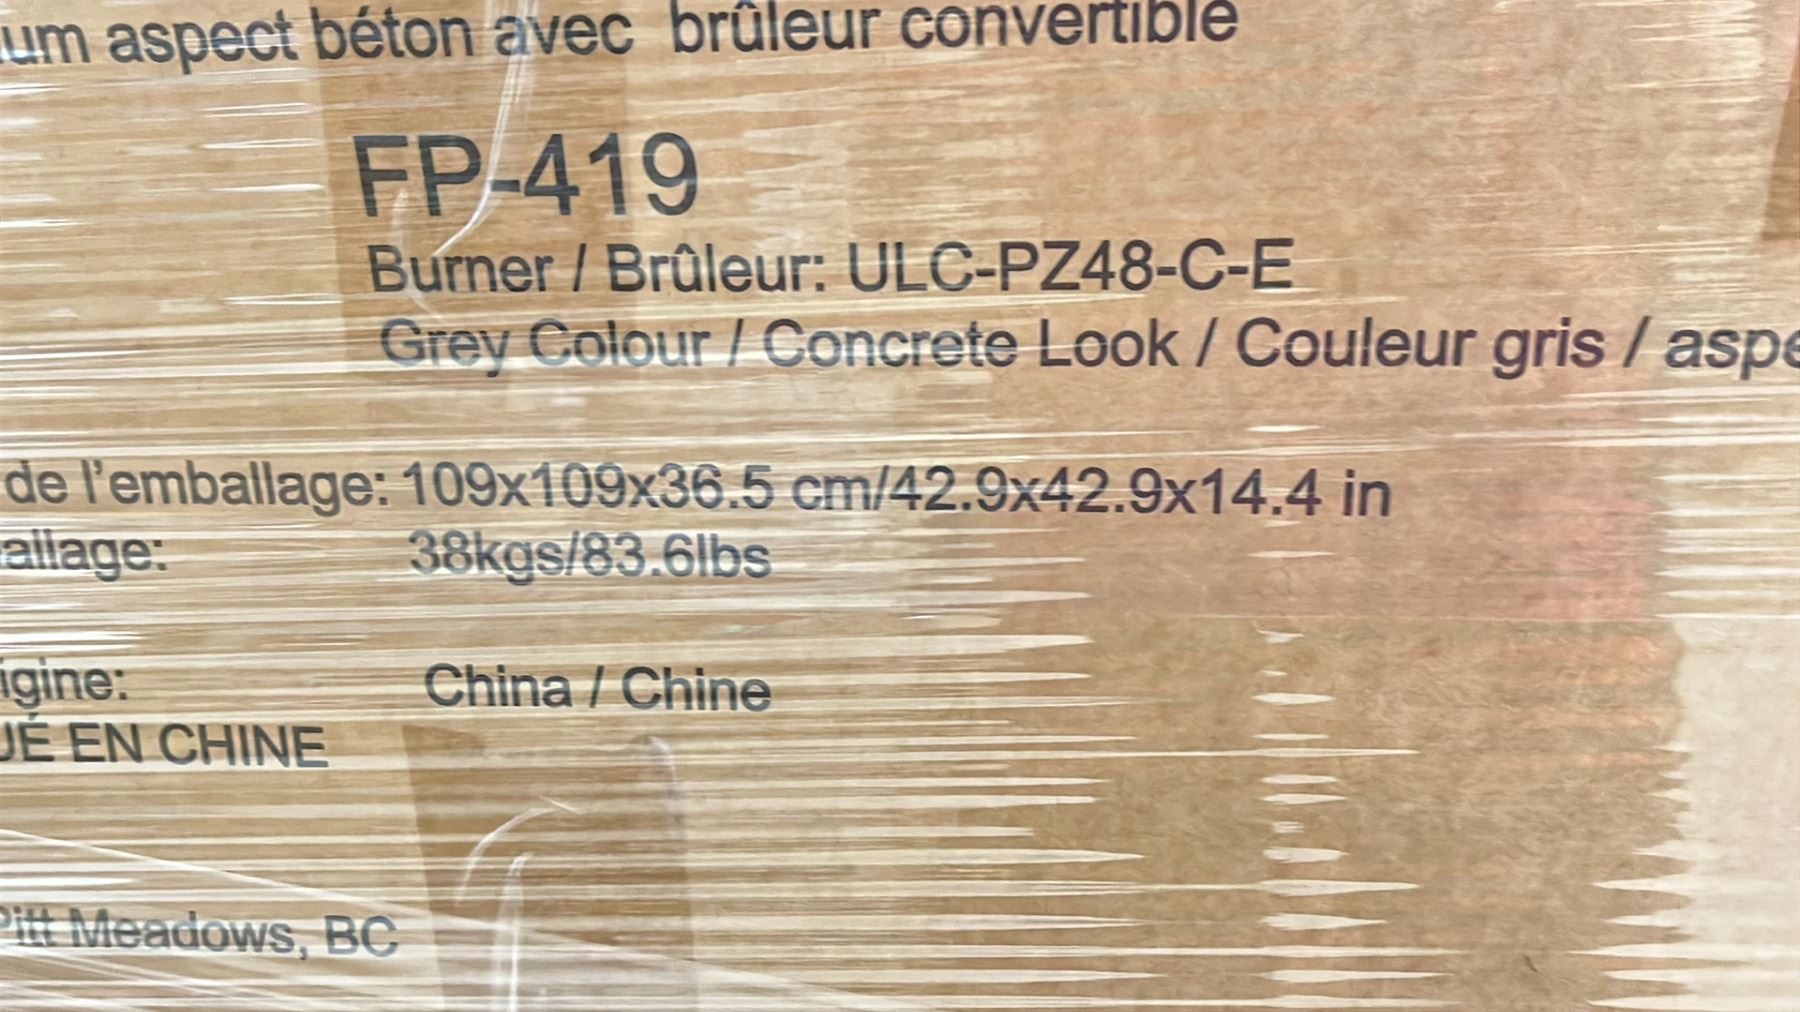 um aspect béton avec brûleur convertible
FP-419
Burner / Brûleur: ULC-PZ48-C-E
Grey Colour / Concrete Look / Couleur gris / aspe
de l'emballage: 109x109x36.5 cm/42.9x42.9x14.4 in
allage: 38kgs/83.6lbs
igine: China / Chine
UÉ EN CHINE
Pitt Meadows, BC